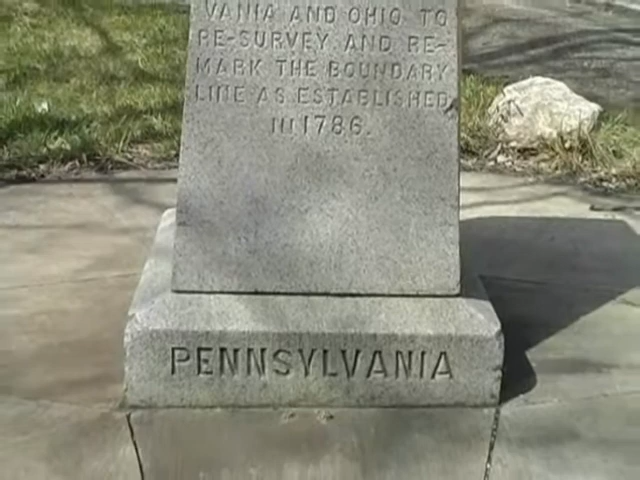 VANIA AND OHIO TO
RE-SURVEY AND RE-
MARK THE BOUNDARY
LINE AS ESTABLISHED
IN 1786.
PENNSYLVANIA